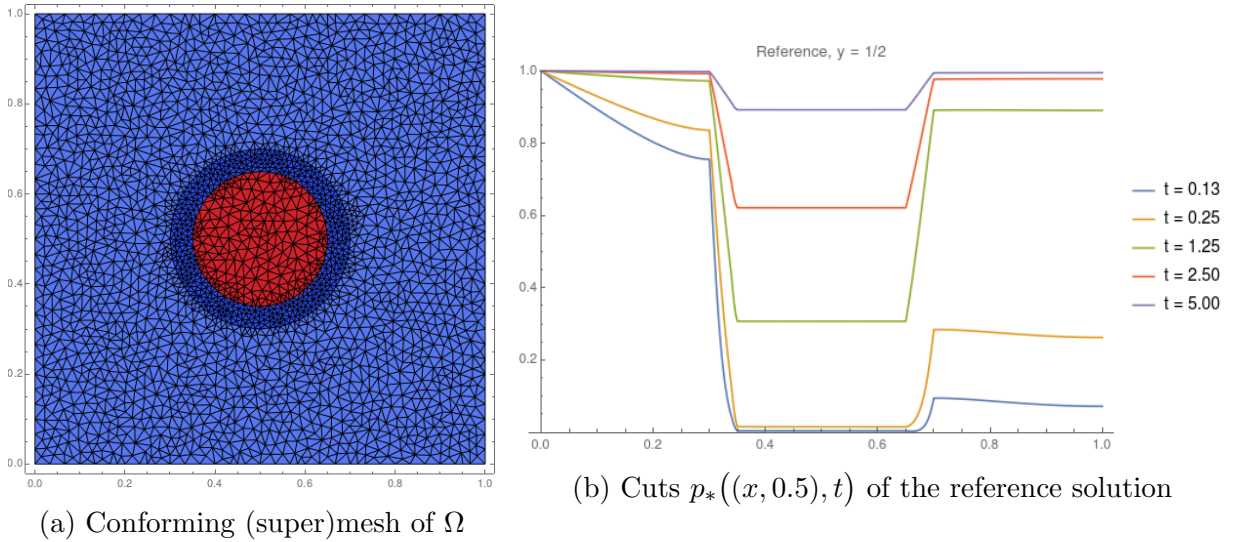 1.0
0.8
0.6
0.4
0.2
0.0
0.0 0.2 0.4 0.6 0.8 1.0
(a) Conforming (super)mesh of Ω
Reference, y = 1/2
1.0
0.8
0.6
0.4
0.2
0.0 0.2 0.4 0.6 0.8 1.0
t = 0.13
t = 0.25
t = 1.25
t = 2.50
t = 5.00
(b) Cuts p∗((x, 0.5), t) of the reference solution